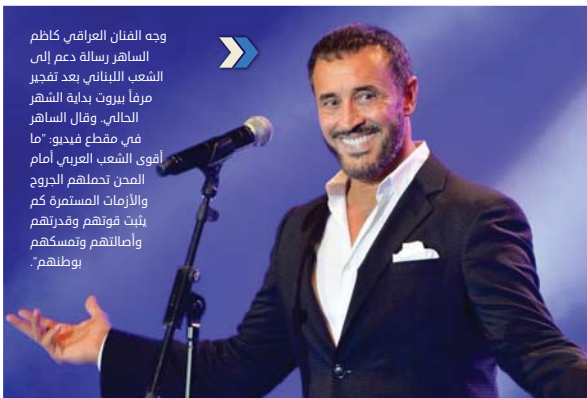 وجه الفنان العراقي كاظم
الساهر رسالة دعم إلى
الشعب اللبناني بعد تفجير
مرفأ بيروت بداية الشهر
الحالي. وقال الساهر
في مقطع فيديو: "ما
أقوى الشعب العربي أمام
المحن تحملهم الجروح
والأزمات المستمرة كم
يثبت قوتهم وقدرتهم
وأصالتهم وتمسكهم
بوطنهم".